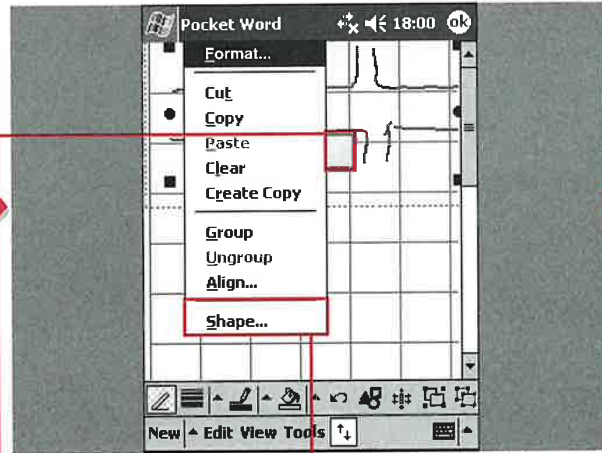 Pocket Word 18:00 ok
Format...
Cut
Copy
Paste
Clear
Create Copy
Group
Ungroup
Align...
Shape...
New Edit View Tools